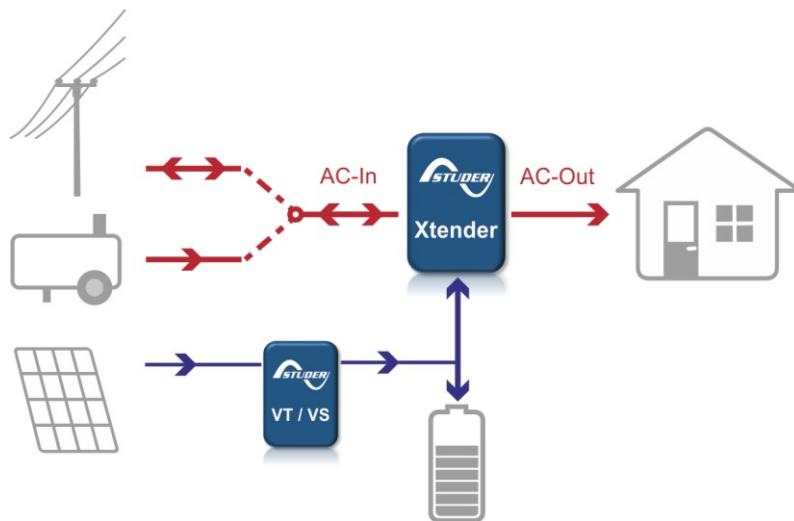 AC-In
STUDER
Xtender
AC-Out
STUDER
VT / VS